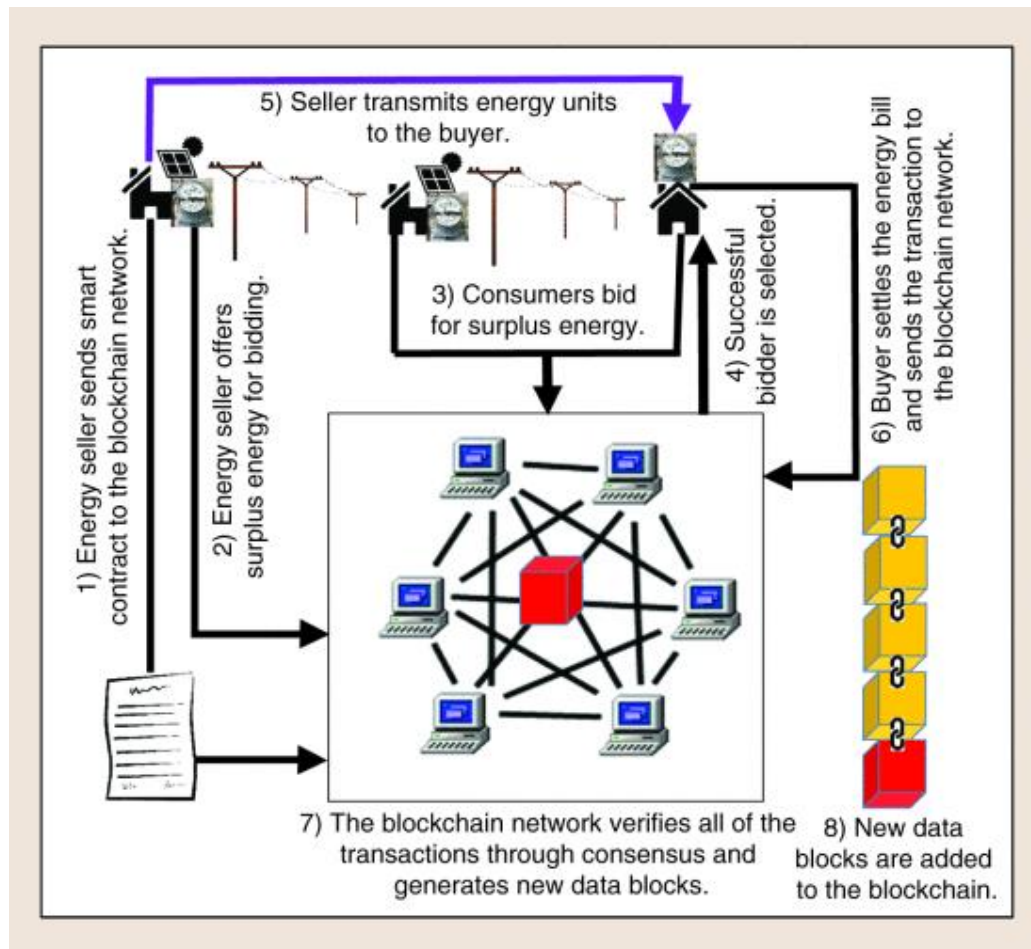 5) Seller transmits energy units
to the buyer.
1) Energy seller sends smart
contract to the blockchain network.
2) Energy seller offers
surplus energy for bidding.
3) Consumers bid
for surplus energy.
4) Successful
bidder is selected.
6) Buyer settles the energy bill
and sends the transaction to
the blockchain network.
7) The blockchain network verifies all of the
transactions through consensus and
generates new data blocks.
8) New data
blocks are added
to the blockchain.